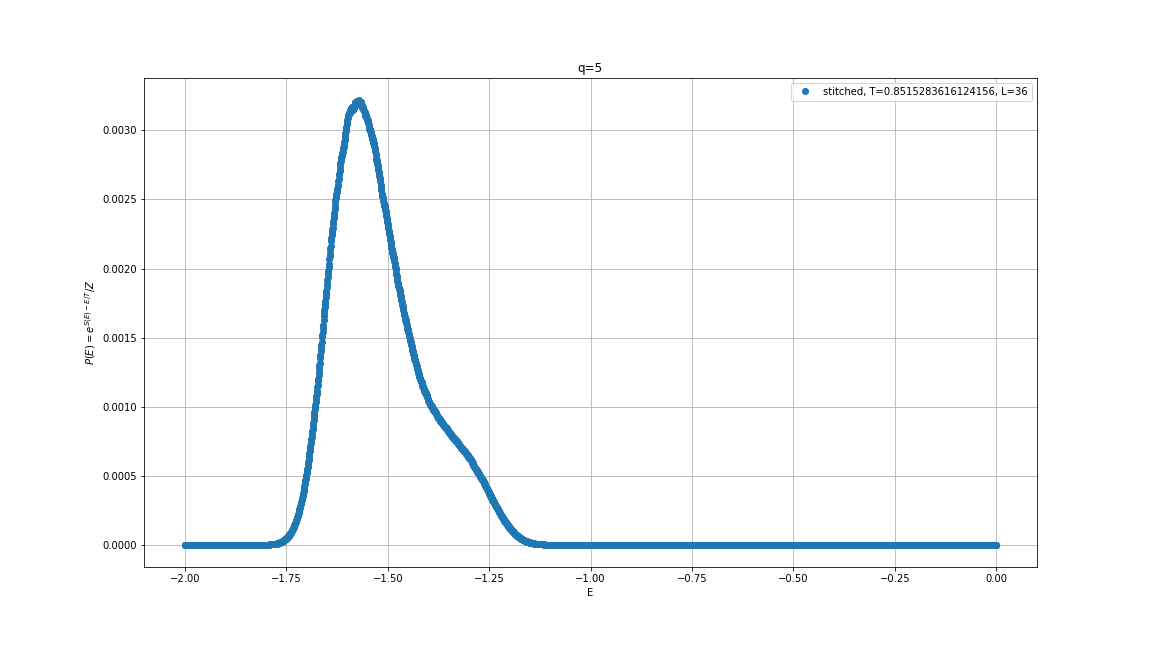 q=5
stitched, T=0.8515283616124156, L=36
0.0030
0.0025
0.0020
0.0015
0.0010
0.0005
0.0000
P(E) = e^{S(E)−E/T}/Z
−2.00 −1.75 −1.50 −1.25 −1.00 −0.75 −0.50 −0.25 0.00
E